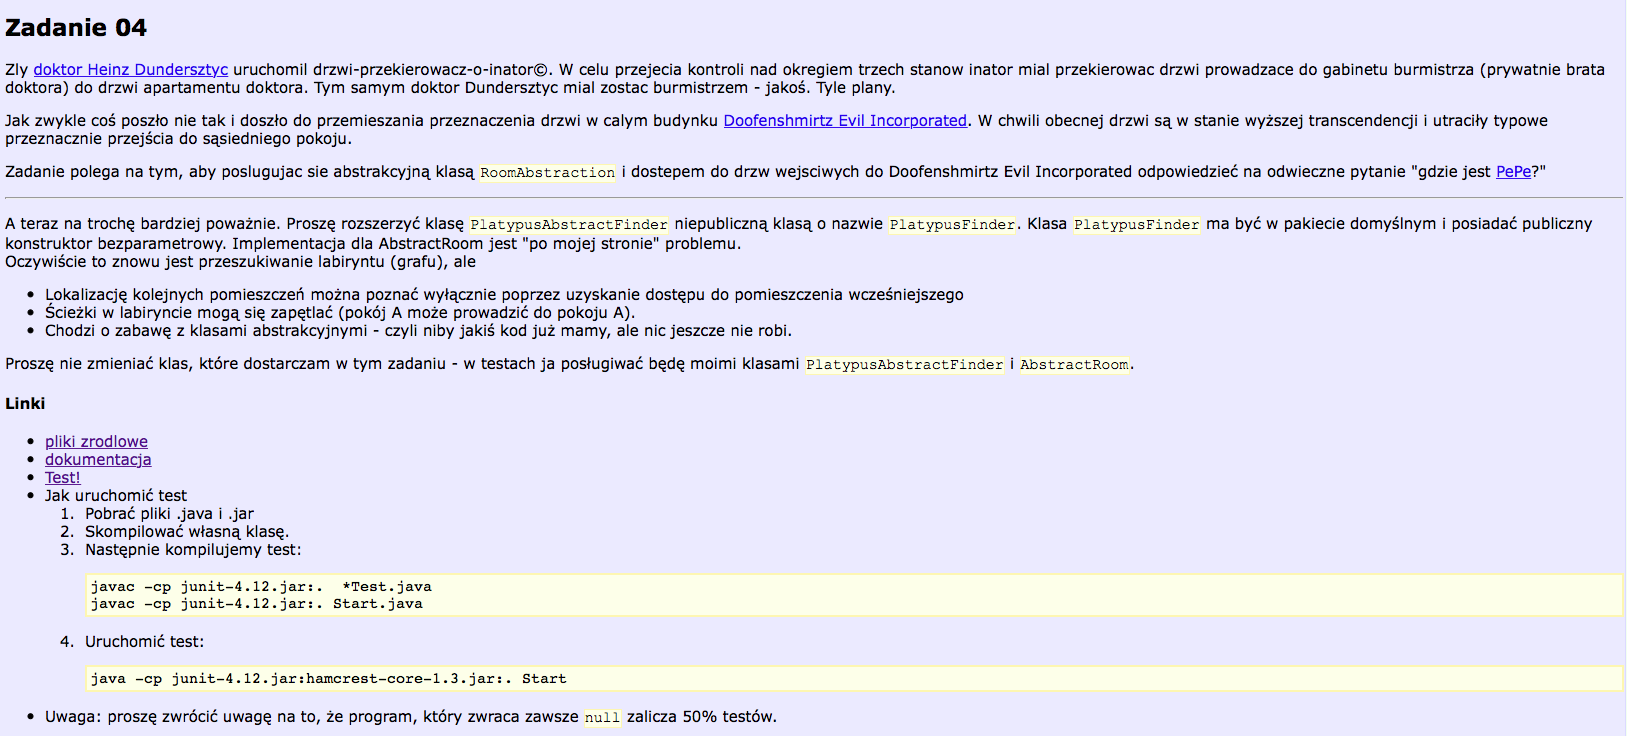 Zadanie 04
Zly doktor Heinz Dundersztyc uruchomil drzwi-przekierowacz-o-inator©. W celu przejecia kontroli nad okregiem trzech stanow inator mial przekierowac drzwi prowadzace do gabinetu burmistrza (prywatnie brata
doktora) do drzwi apartamentu doktora. Tym samym doktor Dundersztyc mial zostac burmistrzem - jakoś. Tyle plany.
Jak zwykle coś poszło nie tak i doszło do przemieszania przeznaczenia drzwi w calym budynku Doofenshmirtz Evil Incorporated. W chwili obecnej drzwi są w stanie wyższej transcendencji i utraciły typowe
przeznacznie przejścia do sąsiedniego pokoju.
Zadanie polega na tym, aby poslugujac sie abstrakcyjną klasą RoomAbstraction i dostepem do drzw wejsciwych do Doofenshmirtz Evil Incorporated odpowiedzieć na odwieczne pytanie "gdzie jest PePe?"
A teraz na trochę bardziej poważnie. Proszę rozszerzyć klasę PlatypusAbstractFinder niepubliczną klasą o nazwie PlatypusFinder. Klasa PlatypusFinder ma być w pakiecie domyślnym i posiadać publiczny
konstruktor bezparametrowy. Implementacja dla AbstractRoom jest "po mojej stronie" problemu.
Oczywiście to znowu jest przeszukiwanie labiryntu (grafu), ale
• Lokalizację kolejnych pomieszczeń można poznać wyłącznie poprzez uzyskanie dostępu do pomieszczenia wcześniejszego
• Ścieżki w labiryncie mogą się zapętlać (pokój A może prowadzić do pokoju A).
• Chodzi o zabawę z klasami abstrakcyjnymi - czyli niby jakiś kod już mamy, ale nic jeszcze nie robi.
Proszę nie zmieniać klas, które dostarczam w tym zadaniu - w testach ja posługiwać będę moimi klasami PlatypusAbstractFinder i AbstractRoom.
Linki
• pliki zrodlowe
• dokumentacja
• Test!
• Jak uruchomić test
1. Pobrać pliki .java i .jar
2. Skompilować własną klasę.
3. Następnie kompilujemy test:
javac -cp junit-4.12.jar:.  *Test.java
javac -cp junit-4.12.jar:. Start.java
4. Uruchomić test:
java -cp junit-4.12.jar:hamcrest-core-1.3.jar:. Start
• Uwaga: proszę zwrócić uwagę na to, że program, który zwraca zawsze null zalicza 50% testów.